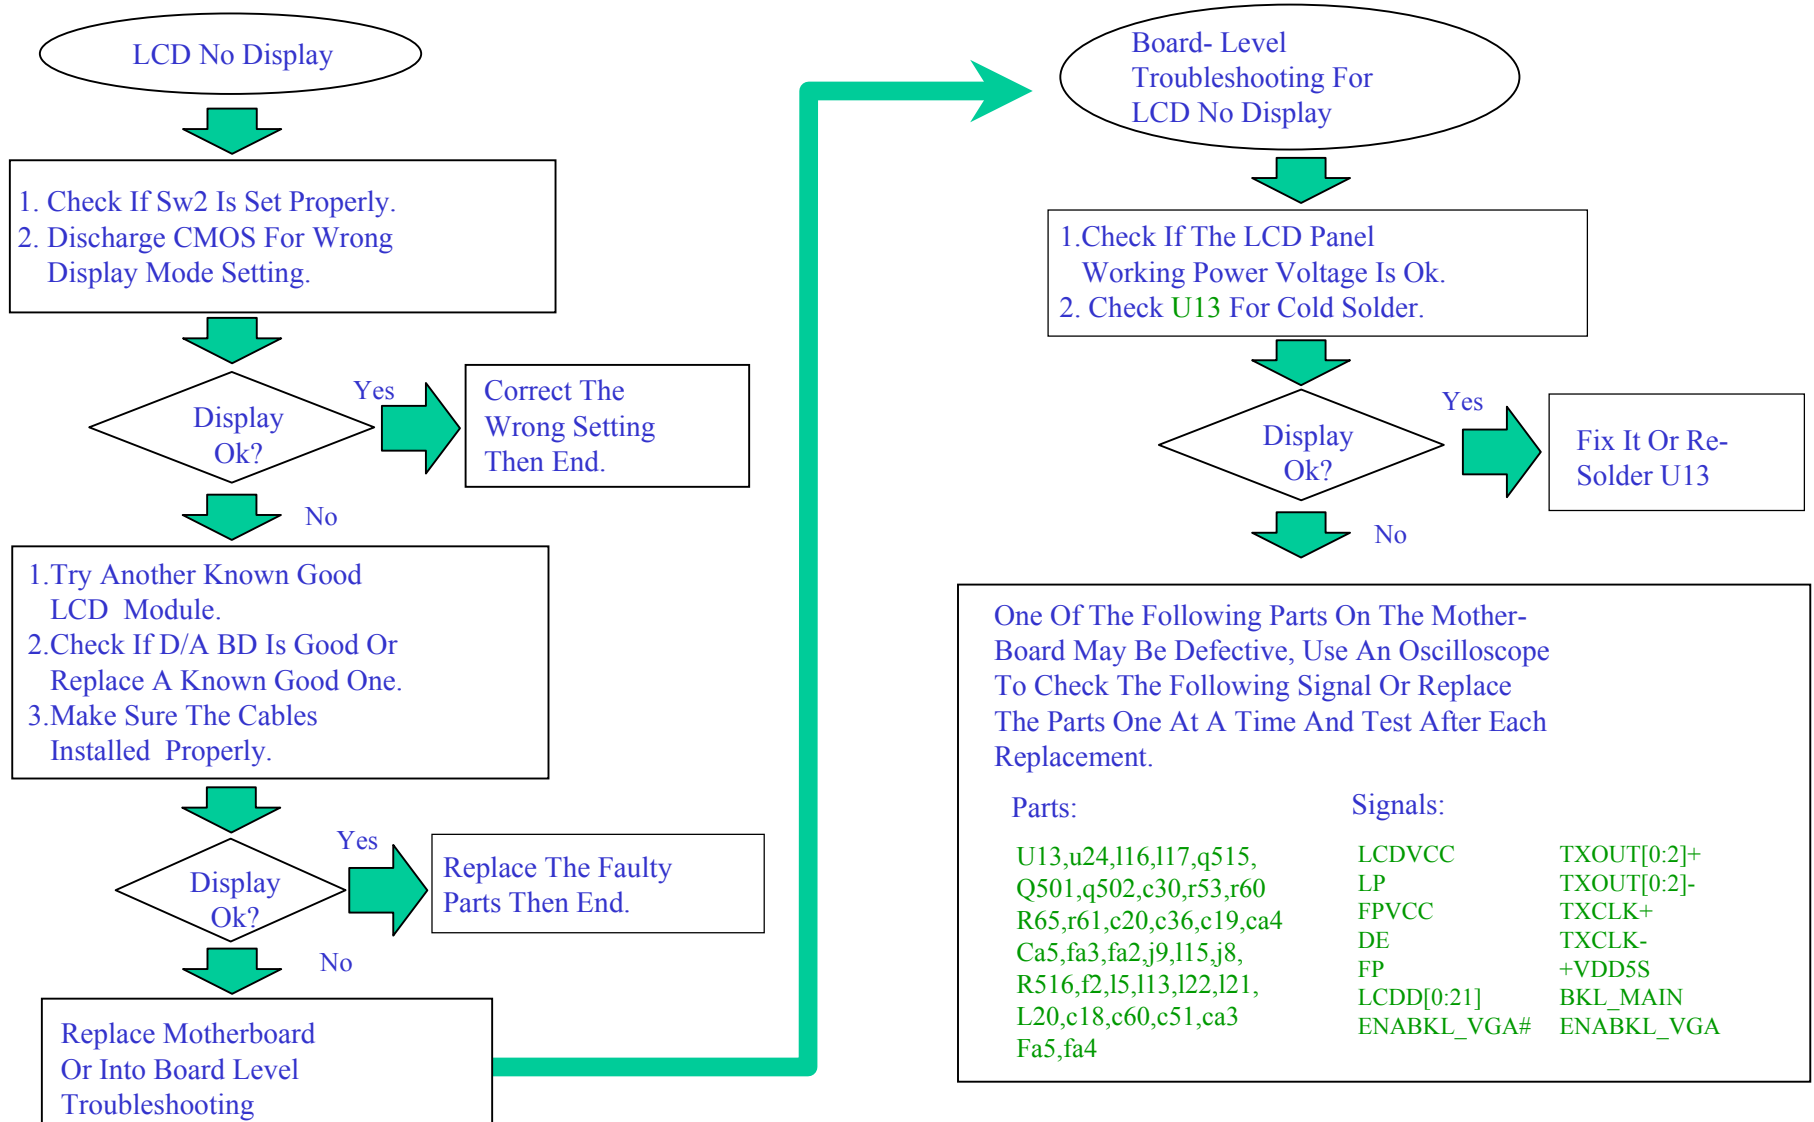 LCD No Display
1. Check If Sw2 Is Set Properly.
2. Discharge CMOS For Wrong
Display Mode Setting.
Display
Ok?
Yes
Correct The
Wrong Setting
Then End.
No
1.Try Another Known Good
LCD Module.
2.Check If D/A BD Is Good Or
Replace A Known Good One.
3.Make Sure The Cables
Installed Properly.
Display
Ok?
Yes
Replace The Faulty
Parts Then End.
No
Replace Motherboard
Or Into Board Level
Troubleshooting
Board- Level
Troubleshooting For
LCD No Display
1.Check If The LCD Panel
Working Power Voltage Is Ok.
2. Check U13 For Cold Solder.
Display
Ok?
Yes
Fix It Or Re-
Solder U13
No
One Of The Following Parts On The Mother-
Board May Be Defective, Use An Oscilloscope
To Check The Following Signal Or Replace
The Parts One At A Time And Test After Each
Replacement.
Parts:
U13,u24,l16,l17,q515,
Q501,q502,c30,r53,r60
R65,r61,c20,c36,c19,ca4
Ca5,fa3,fa2,j9,l15,j8,
R516,f2,l5,l13,l22,l21,
L20,c18,c60,c51,ca3
Fa5,fa4
Signals:
LCDVCC
LP
FPVCC
DE
FP
LCDD[0:21]
ENABKL_VGA#
TXOUT[0:2]+
TXOUT[0:2]-
TXCLK+
TXCLK-
+VDD5S
BKL_MAIN
ENABKL_VGA